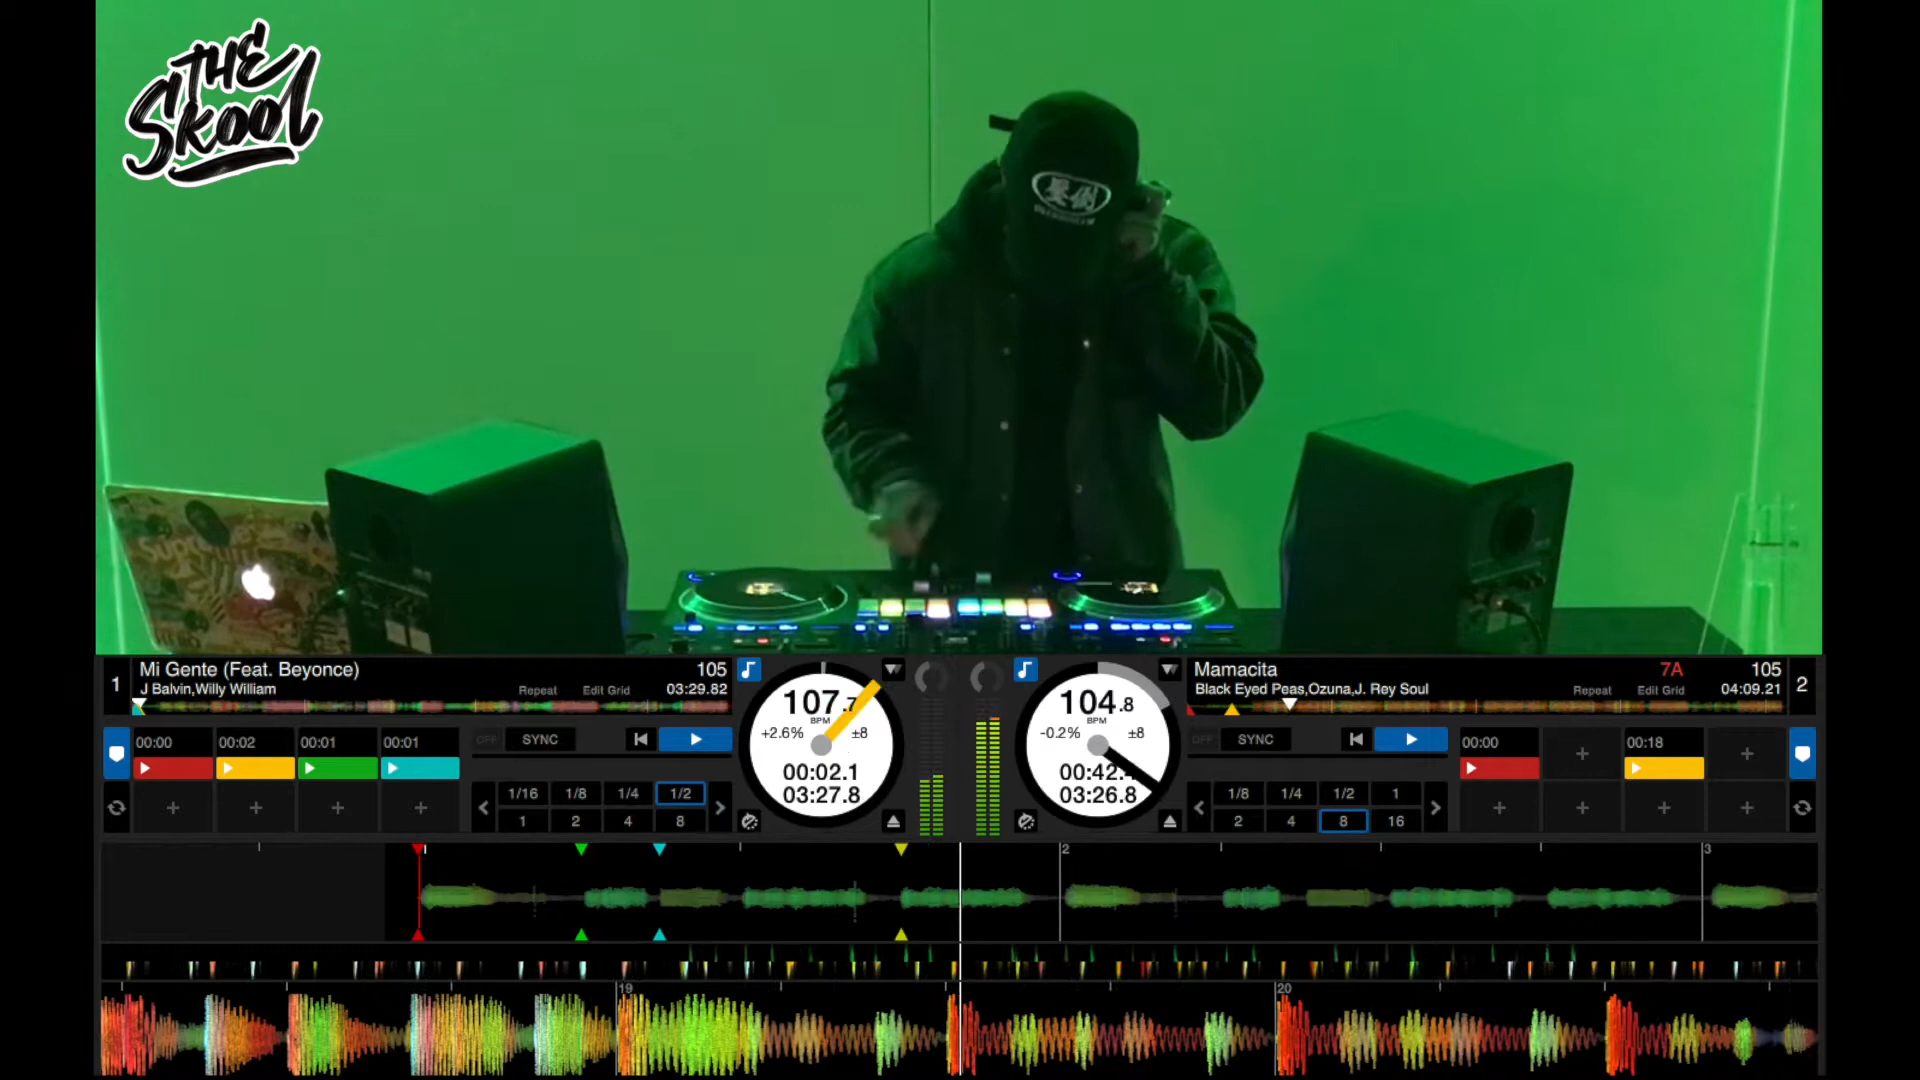 THE
Skool
1
Mi Gente (Feat. Beyonce)
105
J Balvin,Willy William
Repeat
Edit Grid
03:29.82
00:00
00:02
00:01
00:01
OFF
SYNC
1/16
1/8
1/4
1/2
1
2
4
8
107.7
BPM
+2.6%
±8
00:02.1
03:27.8
104.8
BPM
-0.2%
±8
00:42.
03:26.8
Mamacita
7A
105
2
Black Eyed Peas,Ozuna,J. Rey Soul
Repeat
Edit Grid
04:09.21
OFF
SYNC
1/8
1/4
1/2
1
2
4
8
16
00:00
00:18
1
2
3
19
20